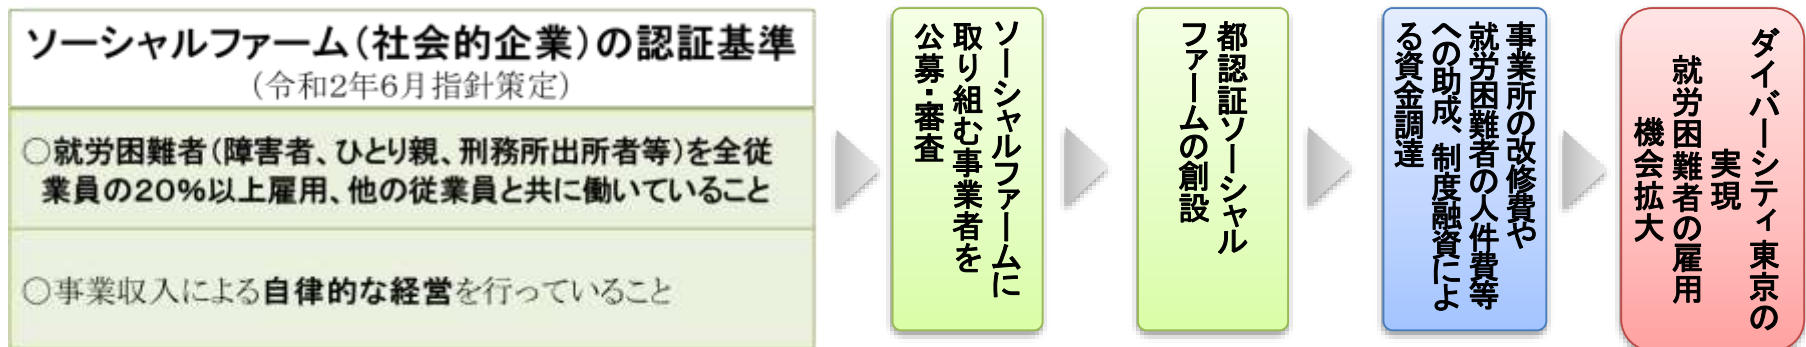 ソーシャルファーム(社会的企業)の認証基準
(令和2年6月指針策定)
○就労困難者(障害者、ひとり親、刑務所出所者等)を全従
業員の20%以上雇用、他の従業員と共に働いていること
○事業収入による自律的な経営を行っていること
ソーシャルファームに
取り組む事業者を
公募・審査
都認証ソーシャル
ファームの創設
事業所の改修費や
就労困難者の人件費等
への助成、制度融資によ
る資金調達
ダイバーシティ東京の
実現
就労困難者の雇用
機会拡大